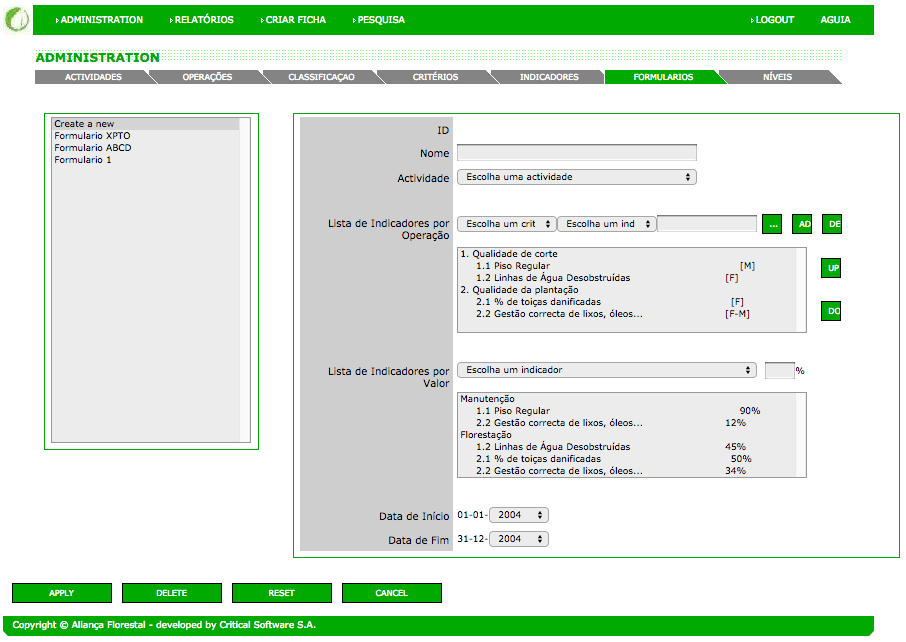 ADMINISTRATION RELATÓRIOS CRIAR FICHA PESQUISA LOGOUT AGUIA
ADMINISTRATION
ACTIVIDADES OPERAÇÕES CLASSIFICAÇAO CRITÉRIOS INDICADORES FORMULARIOS NÍVEIS
Create a new
Formulario XPTO
Formulario ABCD
Formulario 1
ID
Nome
Actividade Escolha uma actividade
Lista de Indicadores por Operação Escolha um crit Escolha um ind ... AD DE
1. Qualidade de corte
1.1 Piso Regular [M]
1.2 Linhas de Água Desobstruídas [F]
2. Qualidade da plantação
2.1 % de toiças danificadas [F]
2.2 Gestão correcta de lixos, óleos... [F-M]
UP
DO
Lista de Indicadores por Valor Escolha um indicador %
Manutenção
1.1 Piso Regular 90%
2.2 Gestão correcta de lixos, óleos... 12%
Florestação
1.2 Linhas de Água Desobstruídas 45%
2.1 % de toiças danificadas 50%
2.2 Gestão correcta de lixos, óleos... 34%
Data de Início 01-01- 2004
Data de Fim 31-12- 2004
APPLY DELETE RESET CANCEL
Copyright © Aliança Florestal - developed by Critical Software S.A.